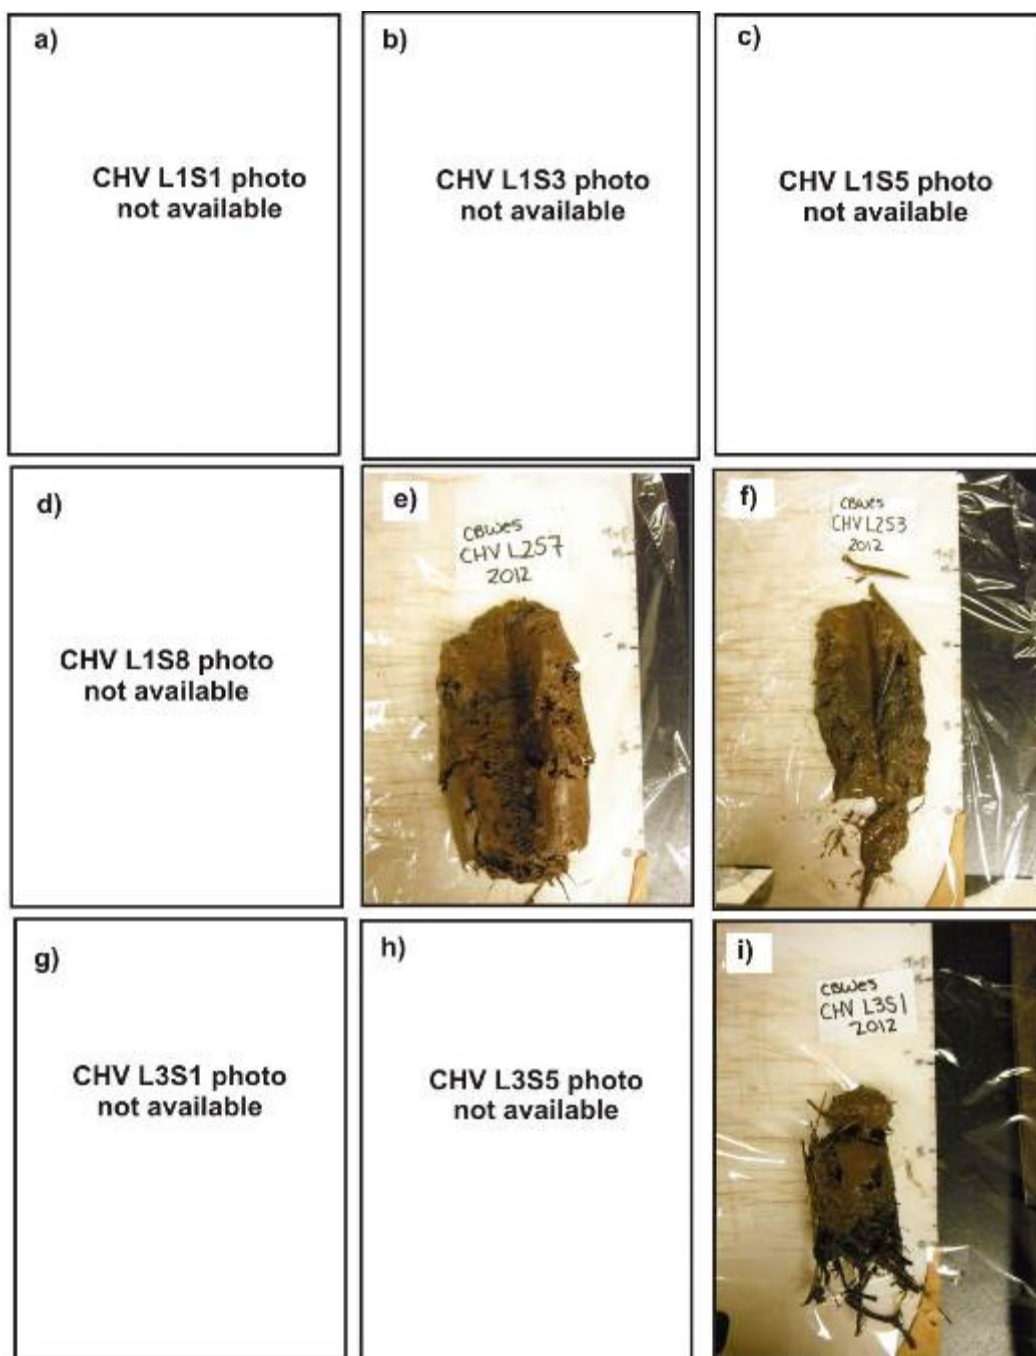 a)
CHV L1S1 photo
not available
b)
CHV L1S3 photo
not available
c)
CHV L1S5 photo
not available
d)
CHV L1S8 photo
not available
e)
CBWES
CHV L2S7
2012
f)
CBWES
CHV L2S3
2012
g)
CHV L3S1 photo
not available
h)
CHV L3S5 photo
not available
i)
CBWES
CHV L3S1
2012